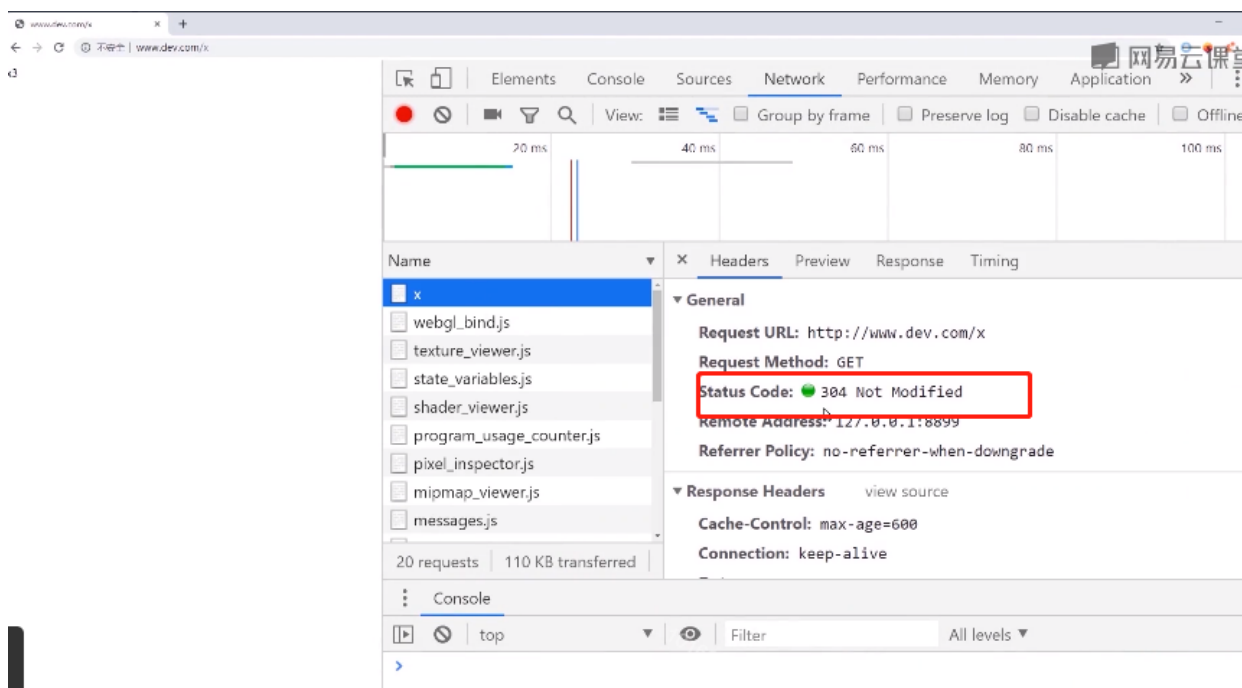 www.dev.com/x × +
不安全 | www.dev.com/x
网易云课堂
x3
Elements Console Sources Network Performance Memory Application »
View: Group by frame Preserve log Disable cache Offline
20 ms 40 ms 60 ms 80 ms 100 ms
Name ▼ × Headers Preview Response Timing
x
webgl_bind.js
texture_viewer.js
state_variables.js
shader_viewer.js
program_usage_counter.js
pixel_inspector.js
mipmap_viewer.js
messages.js
20 requests 110 KB transferred
▼ General
Request URL: http://www.dev.com/x
Request Method: GET
Status Code: 304 Not Modified
Remote Address: 127.0.0.1:8899
Referrer Policy: no-referrer-when-downgrade
▼ Response Headers view source
Cache-Control: max-age=600
Connection: keep-alive
Console
top ▼ Filter All levels ▼